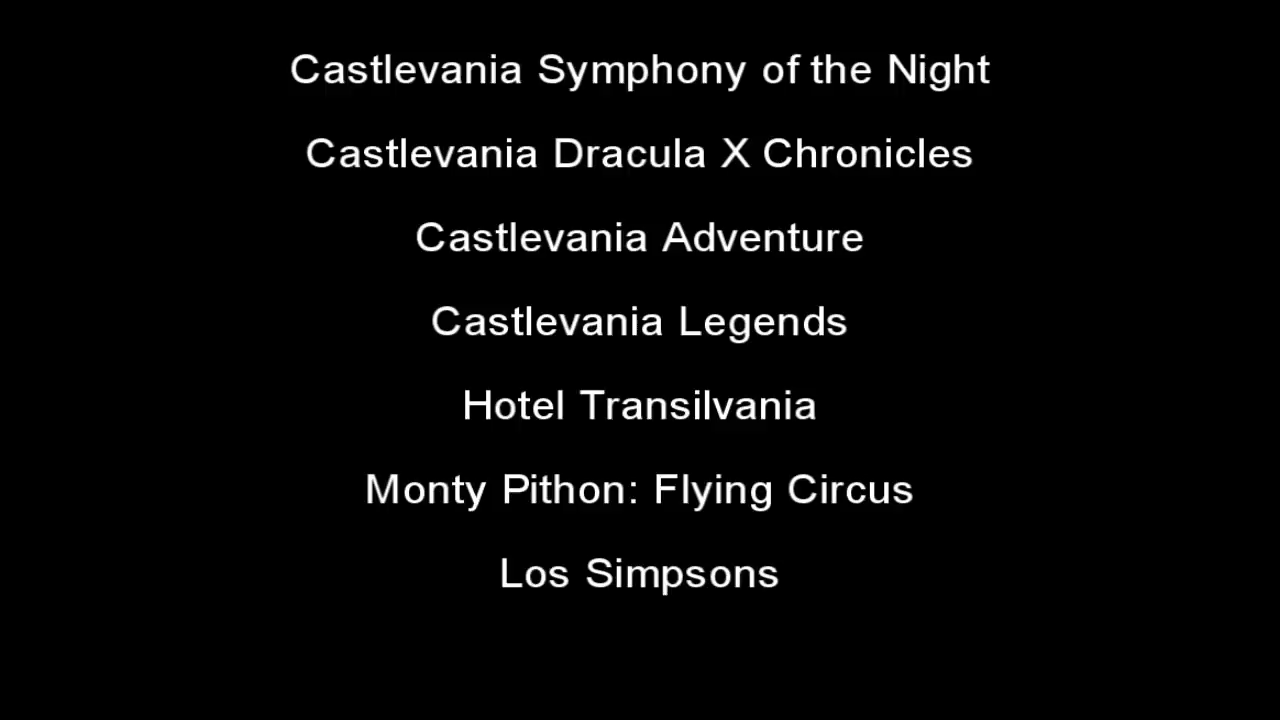 Castlevania Symphony of the Night
Castlevania Dracula X Chronicles
Castlevania Adventure
Castlevania Legends
Hotel Transilvania
Monty Pithon: Flying Circus
Los Simpsons